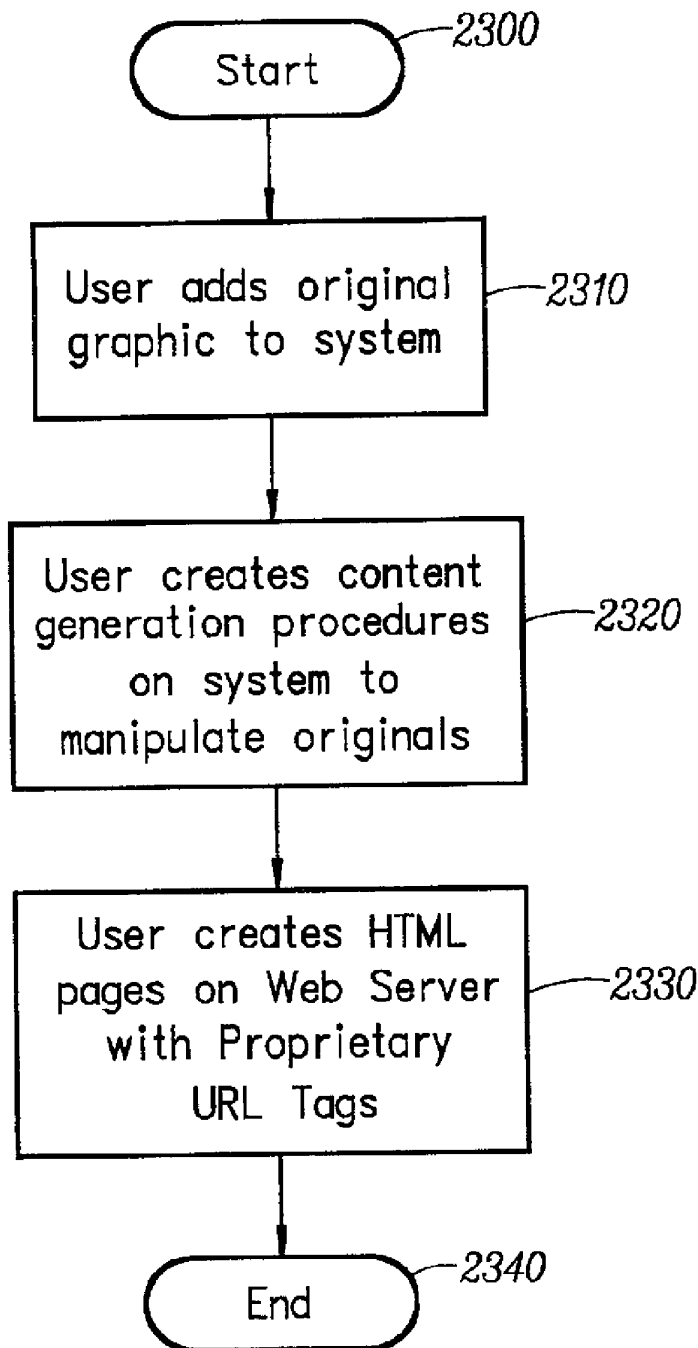 2300
Start
User adds original
graphic to system
2310
User creates content
generation procedures
on system to
manipulate originals
2320
User creates HTML
pages on Web Server
with Proprietary
URL Tags
2330
2340
End